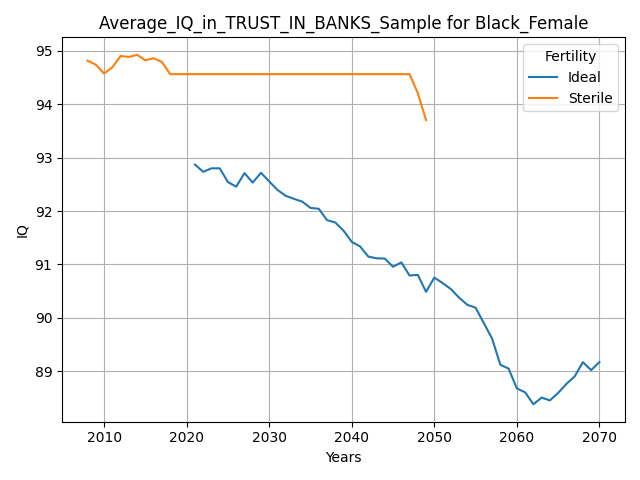 Average_IQ_in_TRUST_IN_BANKS_Sample for Black_Female
Fertility
Ideal
Sterile
IQ
95
94
93
92
91
90
89
2010 2020 2030 2040 2050 2060 2070
Years